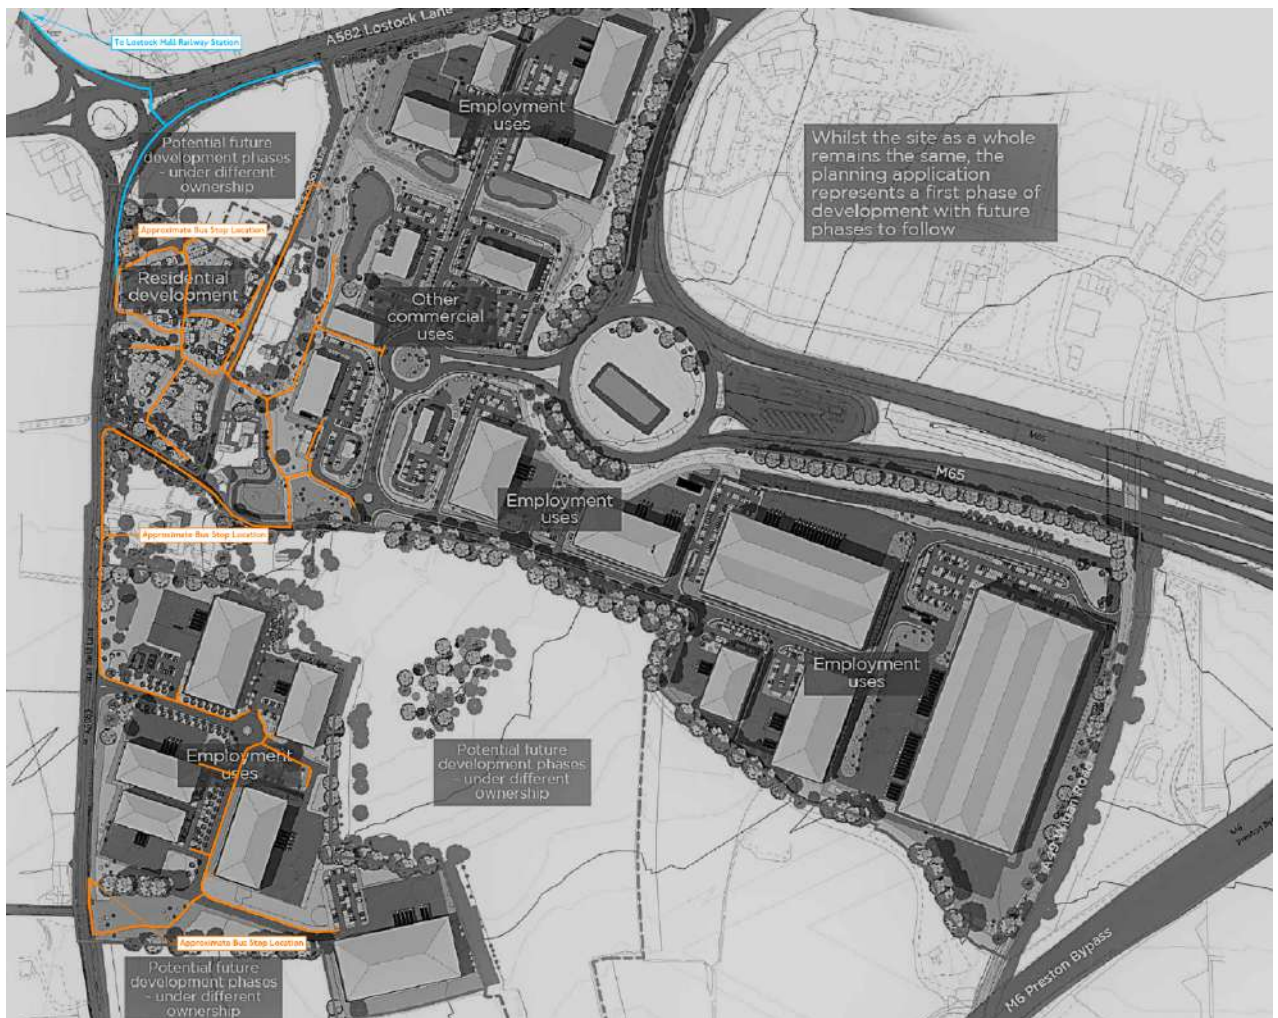 To Lostock Hall Railway Station
A582 Lostock Lane
Employment
uses
Potential future
development phases
- under different
ownership
Whilst the site as a whole
remains the same, the
planning application
represents a first phase of
development with future
phases to follow
Approximate Bus Stop Location
Residential
development
Other
commercial
uses
M65
M65
Employment
uses
Approximate Bus Stop Location
Employment
uses
Employment
uses
Potential future
development phases
- under different
ownership
Approximate Bus Stop Location
Potential future
development phases
- under different
ownership
M6
M6 Preston Bypass